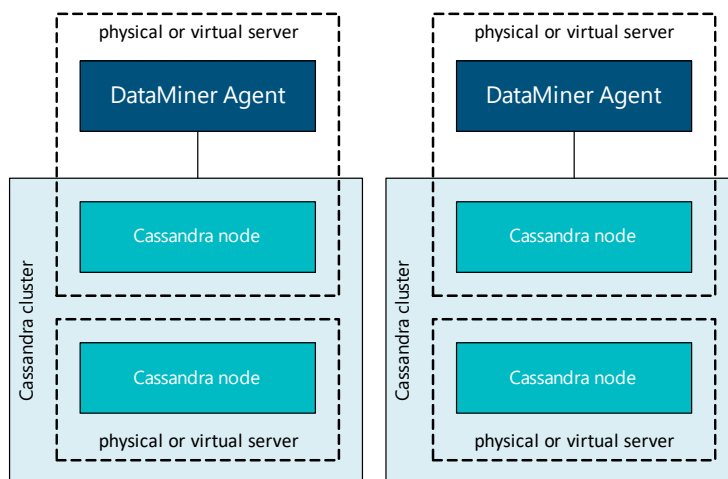 physical or virtual server
DataMiner Agent
Cassandra node
Cassandra cluster
Cassandra node
physical or virtual server
physical or virtual server
DataMiner Agent
Cassandra node
Cassandra cluster
Cassandra node
physical or virtual server